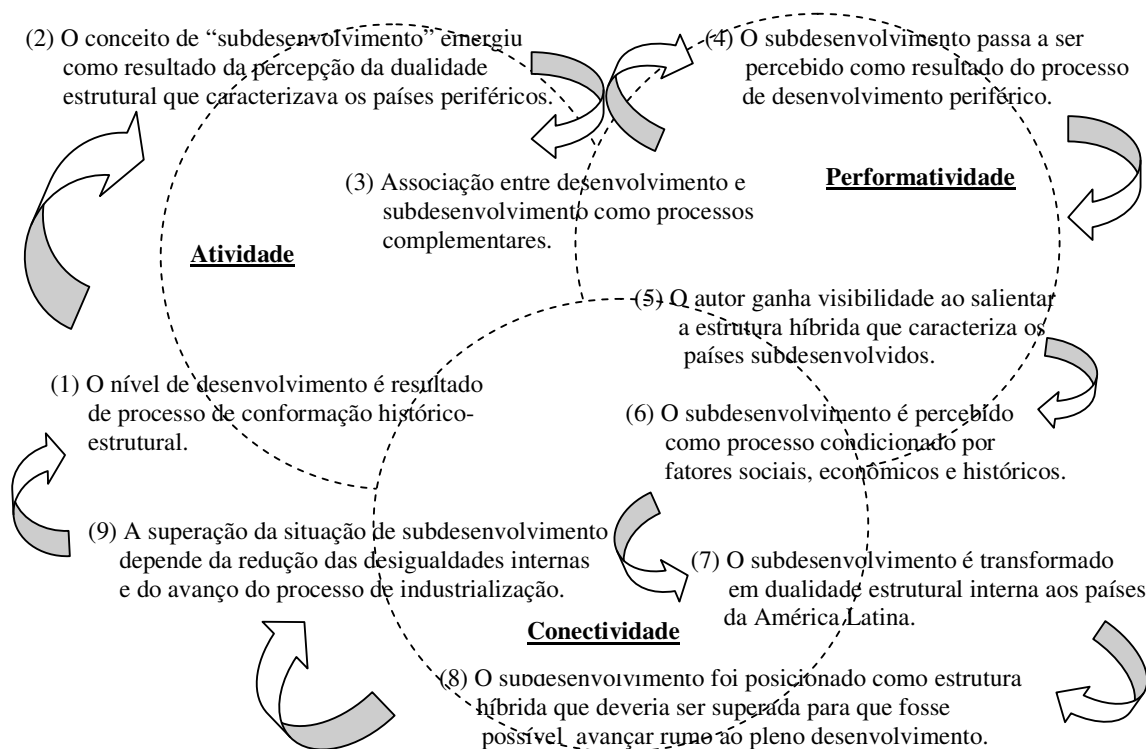 (2) O conceito de “subdesenvolvimento” emergiu
como resultado da percepção da dualidade
estrutural que caracterizava os países periféricos.
(4) O subdesenvolvimento passa a ser
percebido como resultado do processo
de desenvolvimento periférico.
(3) Associação entre desenvolvimento e
subdesenvolvimento como processos
complementares.
Performatividade
Atividade
(5) O autor ganha visibilidade ao salientar
a estrutura híbrida que caracteriza os
países subdesenvolvidos.
(1) O nível de desenvolvimento é resultado
de processo de conformação histórico-
estrutural.
(6) O subdesenvolvimento é percebido
como processo condicionado por
fatores sociais, econômicos e históricos.
(9) A superação da situação de subdesenvolvimento
depende da redução das desigualdades internas
e do avanço do processo de industrialização.
(7) O subdesenvolvimento é transformado
em dualidade estrutural interna aos países
da América Latina.
Conectividade
(8) O subdesenvolvimento foi posicionado como estrutura
híbrida que deveria ser superada para que fosse
possível avançar rumo ao pleno desenvolvimento.